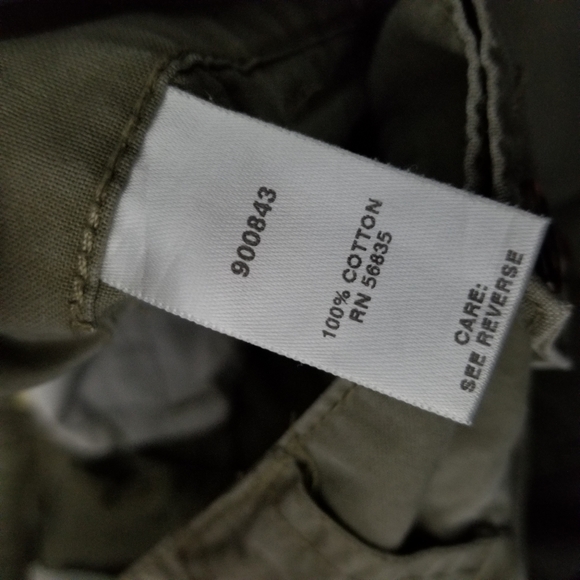 900843
100% COTTON
RN 56835
CARE:
SEE REVERSE